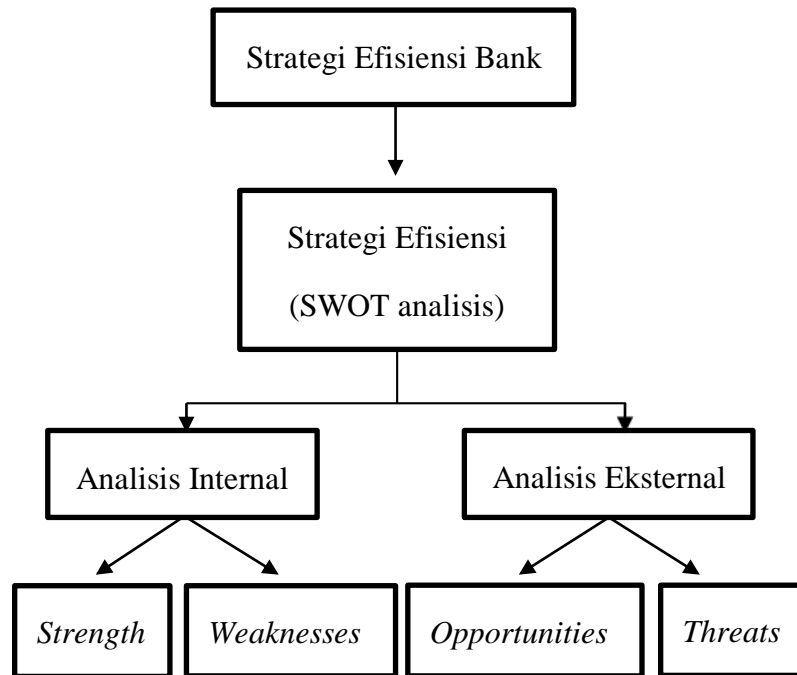 Strategi Efisiensi Bank
Strategi Efisiensi
(SWOT analisis)
Analisis Internal
Analisis Eksternal
Strength
Weaknesses
Opportunities
Threats